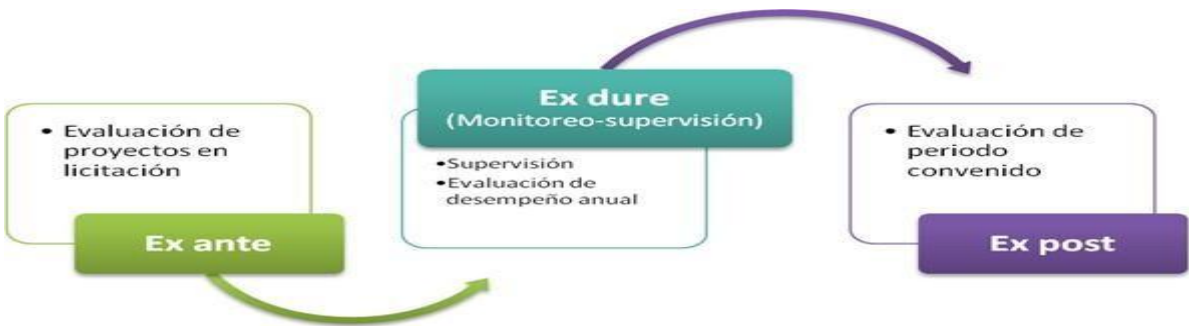 • Evaluación de
proyectos en
licitación
Ex ante
Ex dure
(Monitoreo-supervisión)
•Supervisión
•Evaluación de
desempeño anual
• Evaluación de
periodo
convenido
Ex post